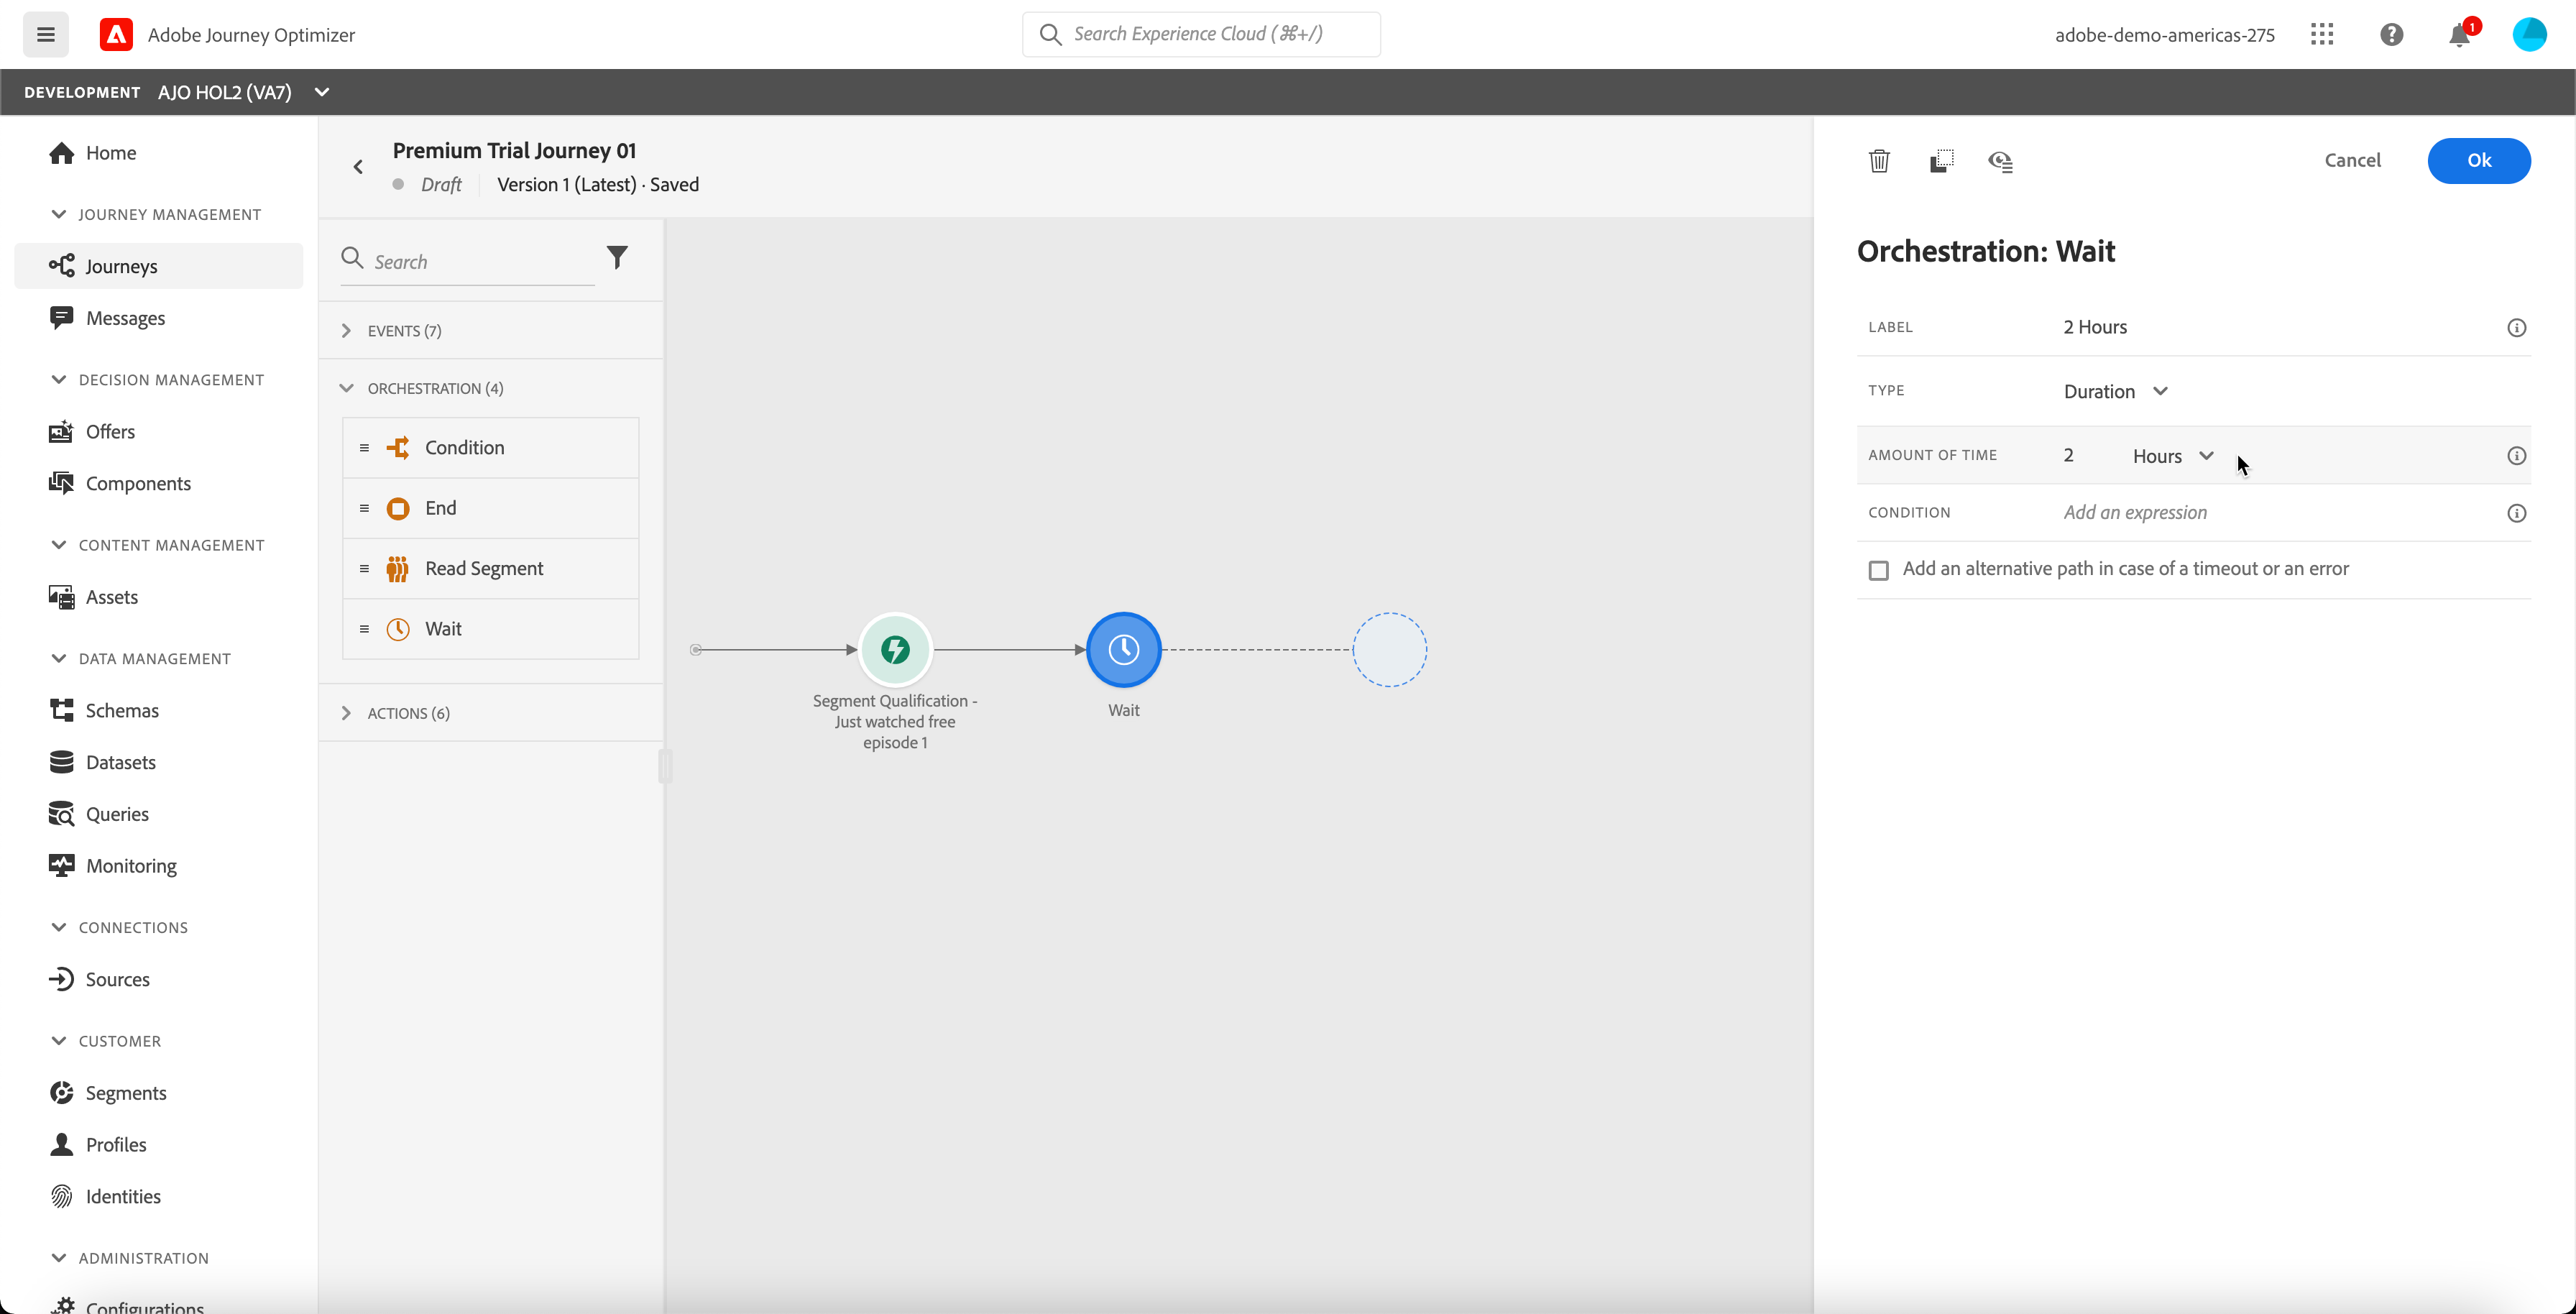 Adobe Journey Optimizer
Search Experience Cloud (⌘+/)
adobe-demo-americas-275
1
DEVELOPMENT AJO HOL2 (VA7)
Home
JOURNEY MANAGEMENT
Journeys
Messages
DECISION MANAGEMENT
Offers
Components
CONTENT MANAGEMENT
Assets
DATA MANAGEMENT
Schemas
Datasets
Queries
Monitoring
CONNECTIONS
Sources
CUSTOMER
Segments
Profiles
Identities
ADMINISTRATION
Configurations
Premium Trial Journey 01
Draft Version 1 (Latest) · Saved
Search
EVENTS (7)
ORCHESTRATION (4)
Condition
End
Read Segment
Wait
ACTIONS (6)
Segment Qualification -
Just watched free
episode 1
Wait
Cancel
Ok
Orchestration: Wait
LABEL 2 Hours
TYPE Duration
AMOUNT OF TIME 2 Hours
CONDITION Add an expression
Add an alternative path in case of a timeout or an error